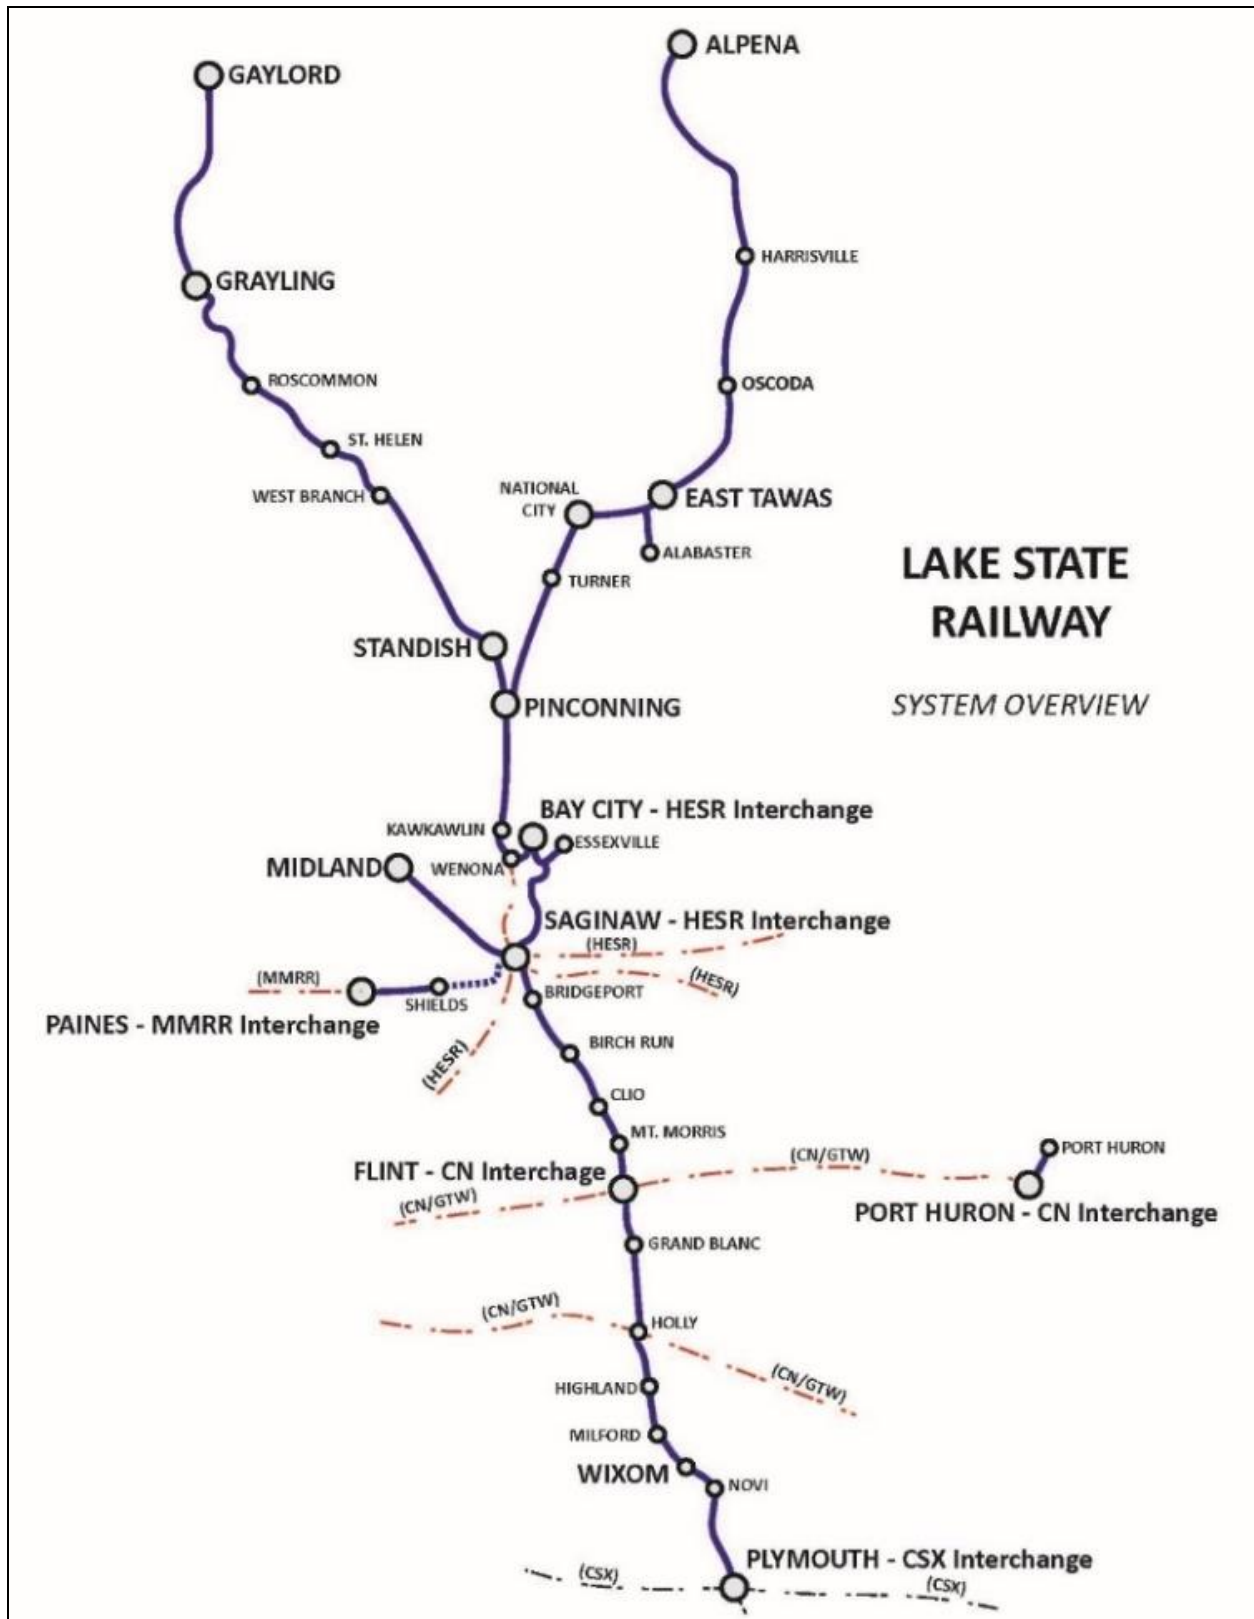 ALPENA
GAYLORD
HARRISVILLE
GRAYLING
ROSCOMMON
OSCODA
ST. HELEN
WEST BRANCH
NATIONAL
CITY
EAST TAWAS
ALABASTER
TURNER
LAKE STATE
RAILWAY
STANDISH
PINCONNING
SYSTEM OVERVIEW
BAY CITY - HESR Interchange
KAWKAWLIN
ESSEXVILLE
MIDLAND
WENONA
SAGINAW - HESR Interchange
(HESR)
(MMRR)
(HESR)
SHIELDS
BRIDGEPORT
PAINES - MMRR Interchange
BIRCH RUN
(HESR)
CLIO
MT. MORRIS
PORT HURON
(CN/GTW)
FLINT - CN Interchage
(CN/GTW)
PORT HURON - CN Interchange
GRAND BLANC
(CN/GTW)
HOLLY
(CN/GTW)
HIGHLAND
MILFORD
WIXOM
NOVI
PLYMOUTH - CSX Interchange
(CSX)
(CSX)